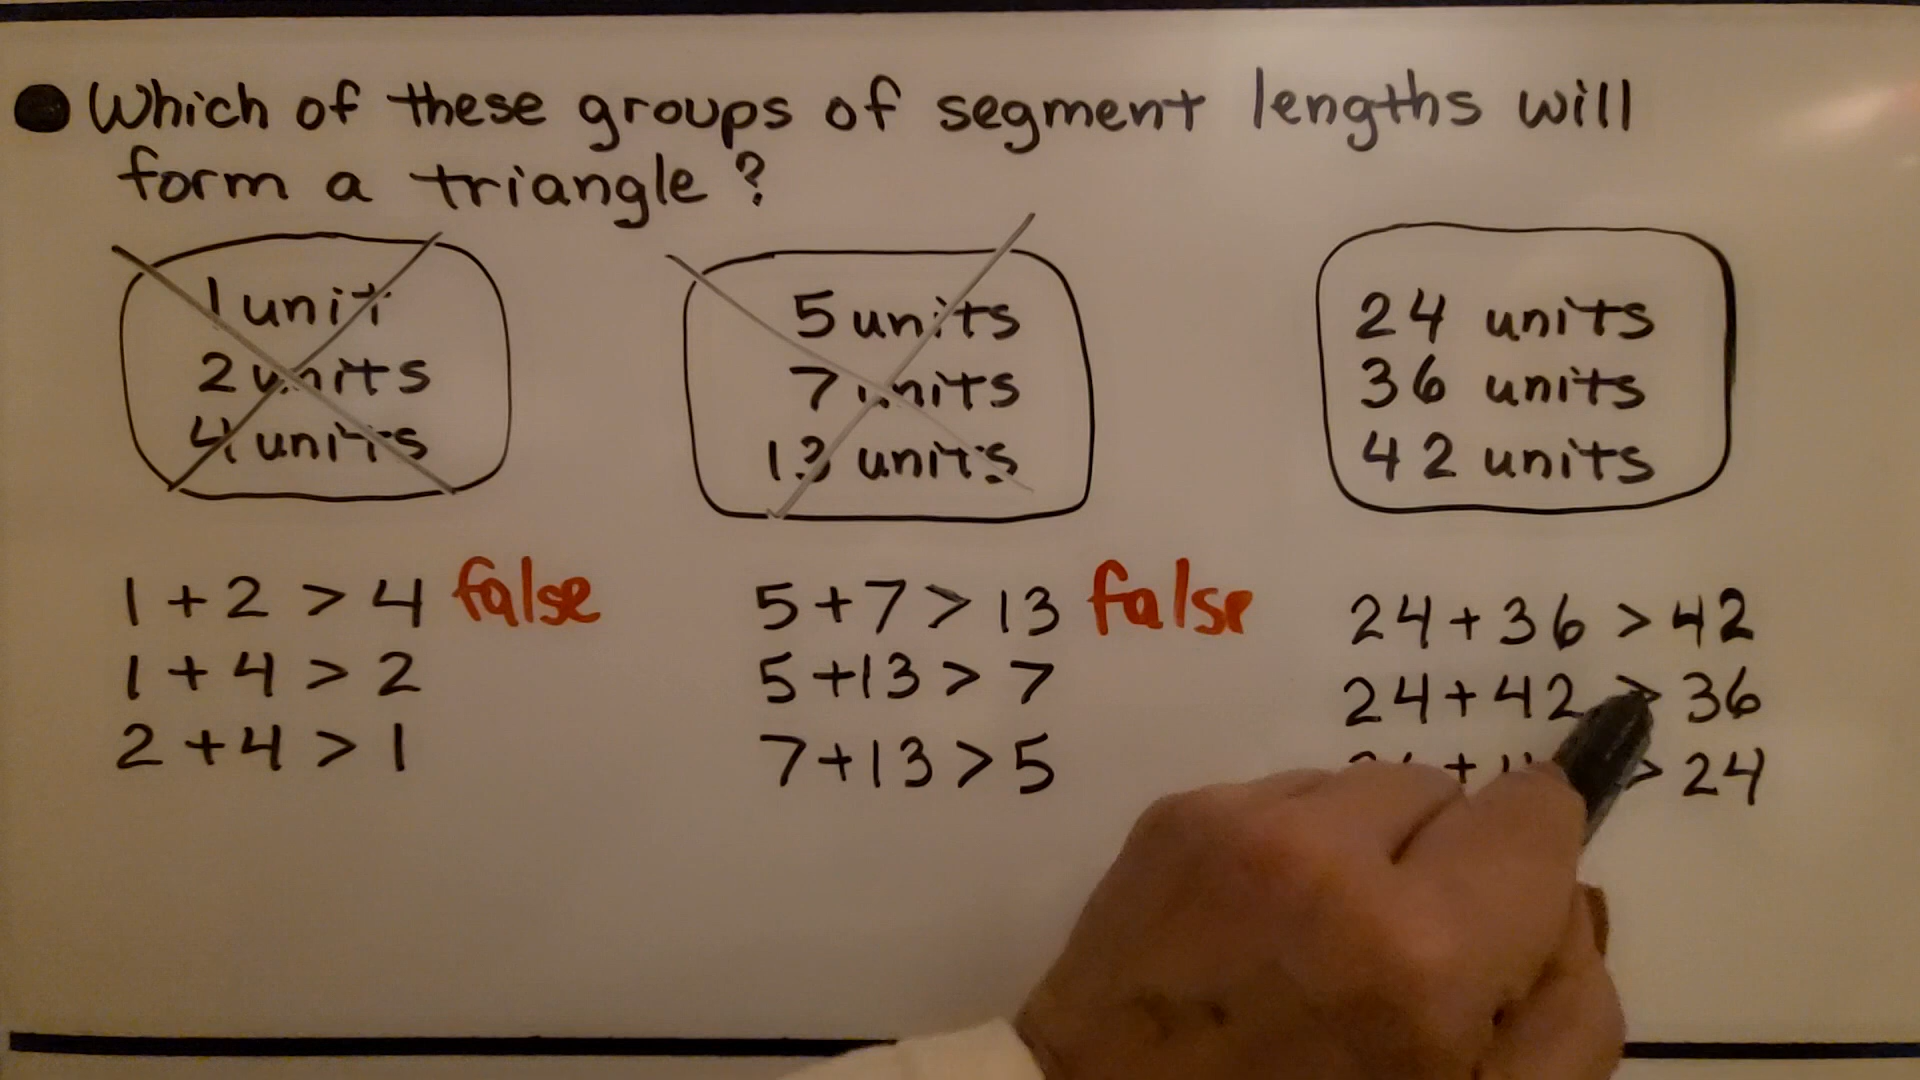 Which of these groups of segment lengths will
form a triangle?
1 unit
2 units
4 units
5 units
7 units
13 units
24 units
36 units
42 units
1 + 2 > 4 false
1 + 4 > 2
2 + 4 > 1
5 + 7 > 13 false
5 + 13 > 7
7 + 13 > 5
24 + 36 > 42
24 + 42 > 36
+ > 24